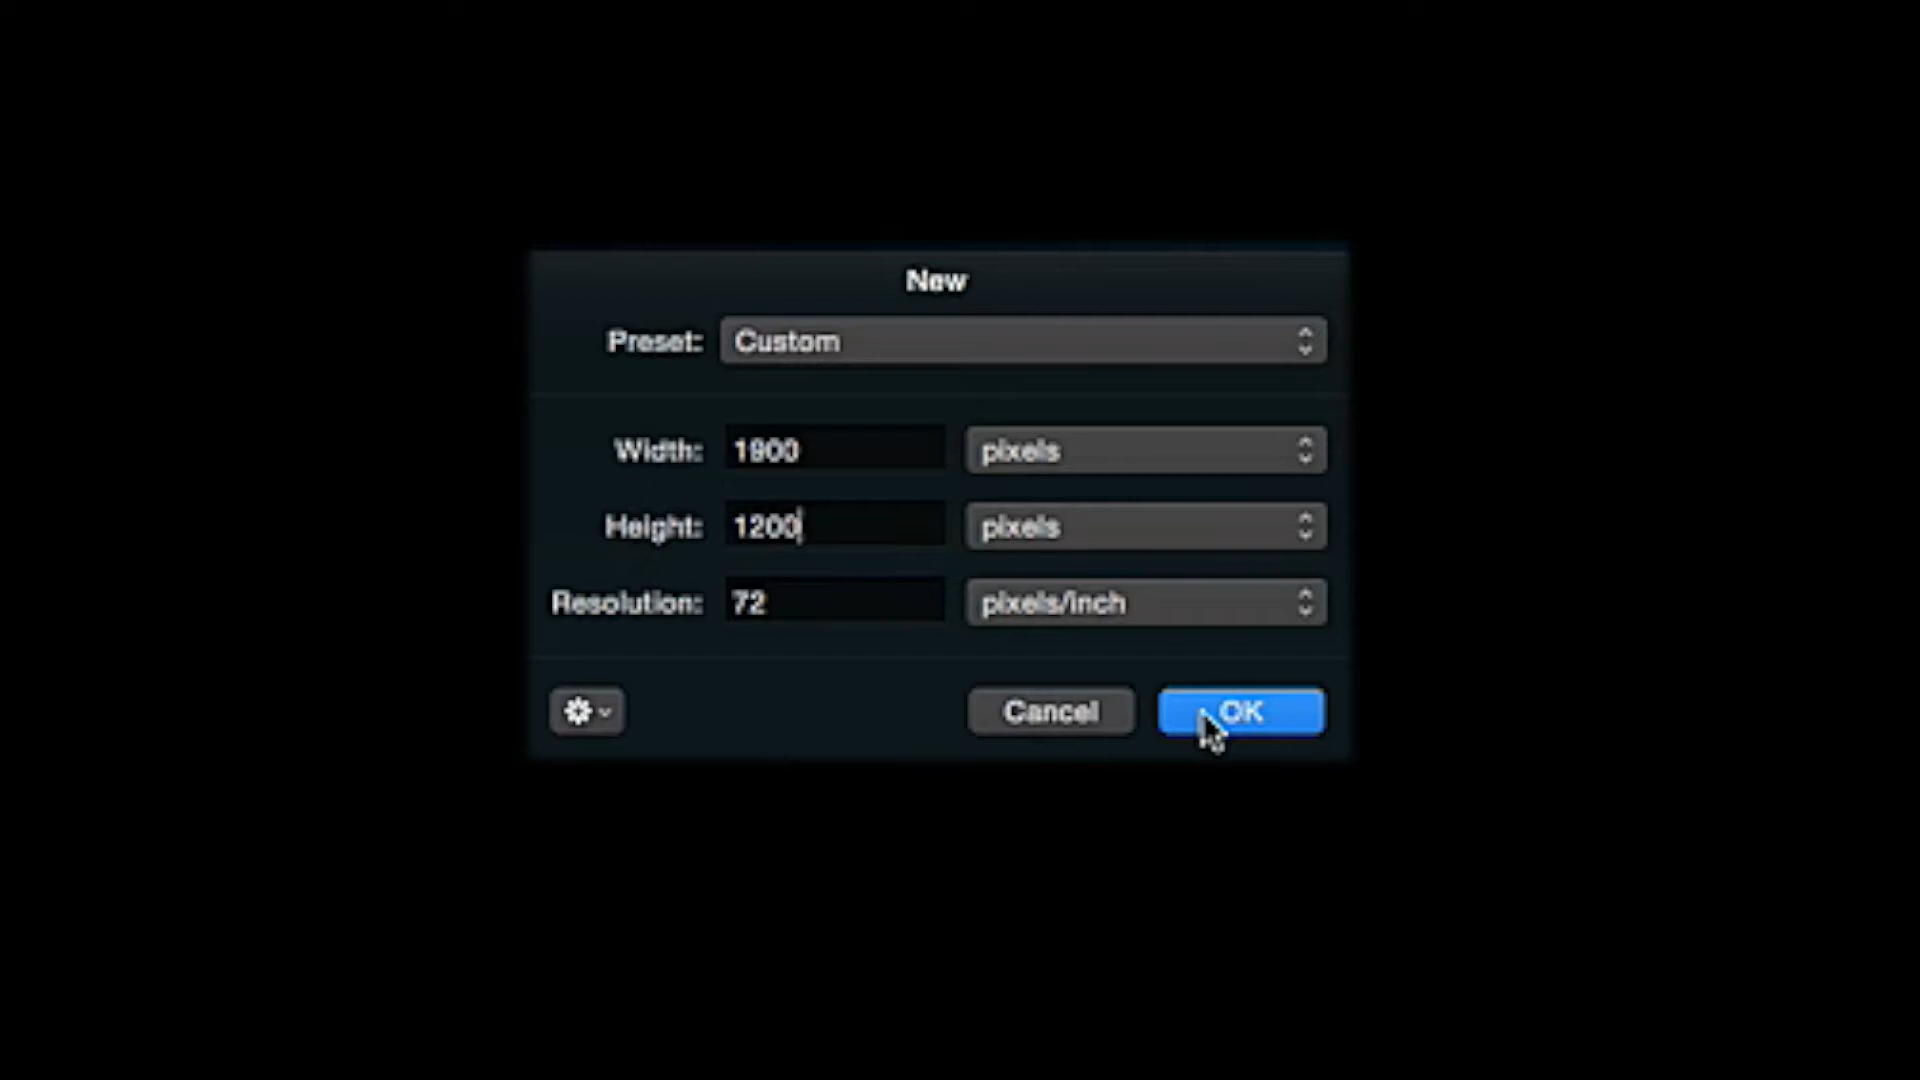 New
Preset: Custom
Width: 1900 pixels
Height: 1200 pixels
Resolution: 72 pixels/inch
Cancel OK